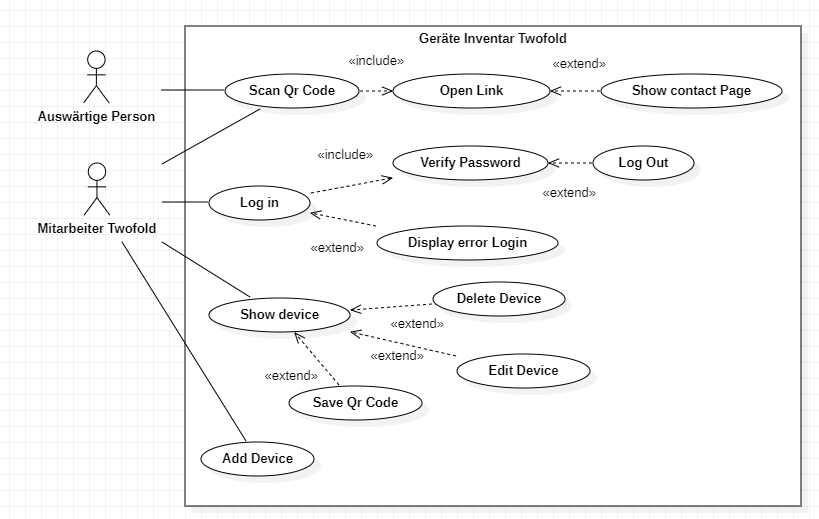 Geräte Inventar Twofold
«include»
«extend»
Scan Qr Code
Open Link
Show contact Page
Auswärtige Person
«include»
Verify Password
Log Out
«extend»
Log in
Mitarbeiter Twofold
Display error Login
«extend»
Delete Device
Show device
«extend»
«extend»
Edit Device
«extend»
Save Qr Code
Add Device